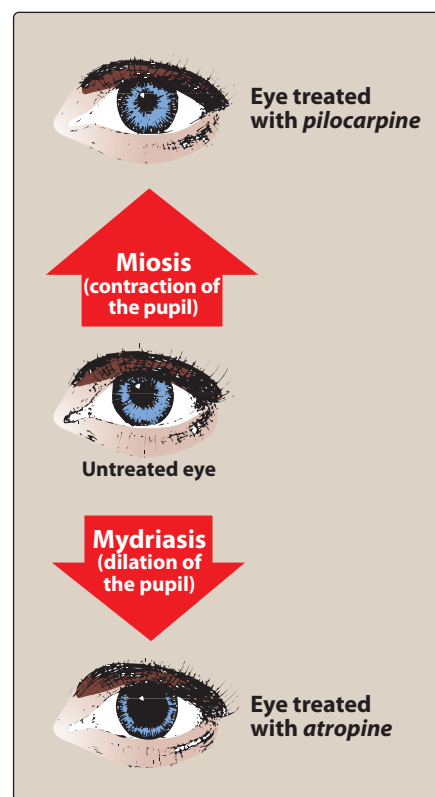 Eye treated
with pilocarpine
Miosis
(contraction of
the pupil)
Untreated eye
Mydriasis
(dilation of
the pupil)
Eye treated
with atropine